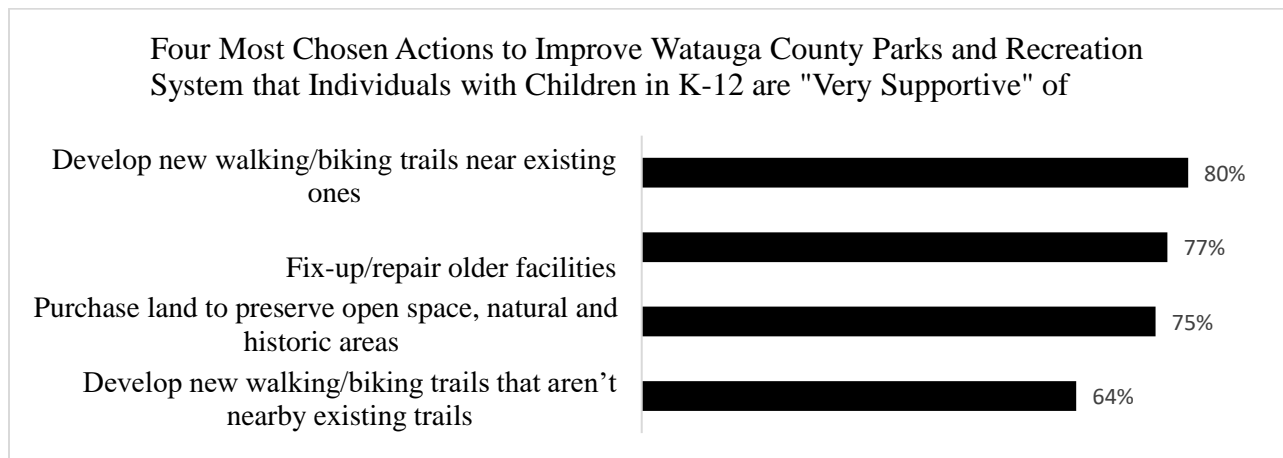 Four Most Chosen Actions to Improve Watauga County Parks and Recreation
System that Individuals with Children in K-12 are "Very Supportive" of
Develop new walking/biking trails near existing
ones
80%
Fix-up/repair older facilities
77%
Purchase land to preserve open space, natural and
historic areas
75%
Develop new walking/biking trails that aren’t
nearby existing trails
64%